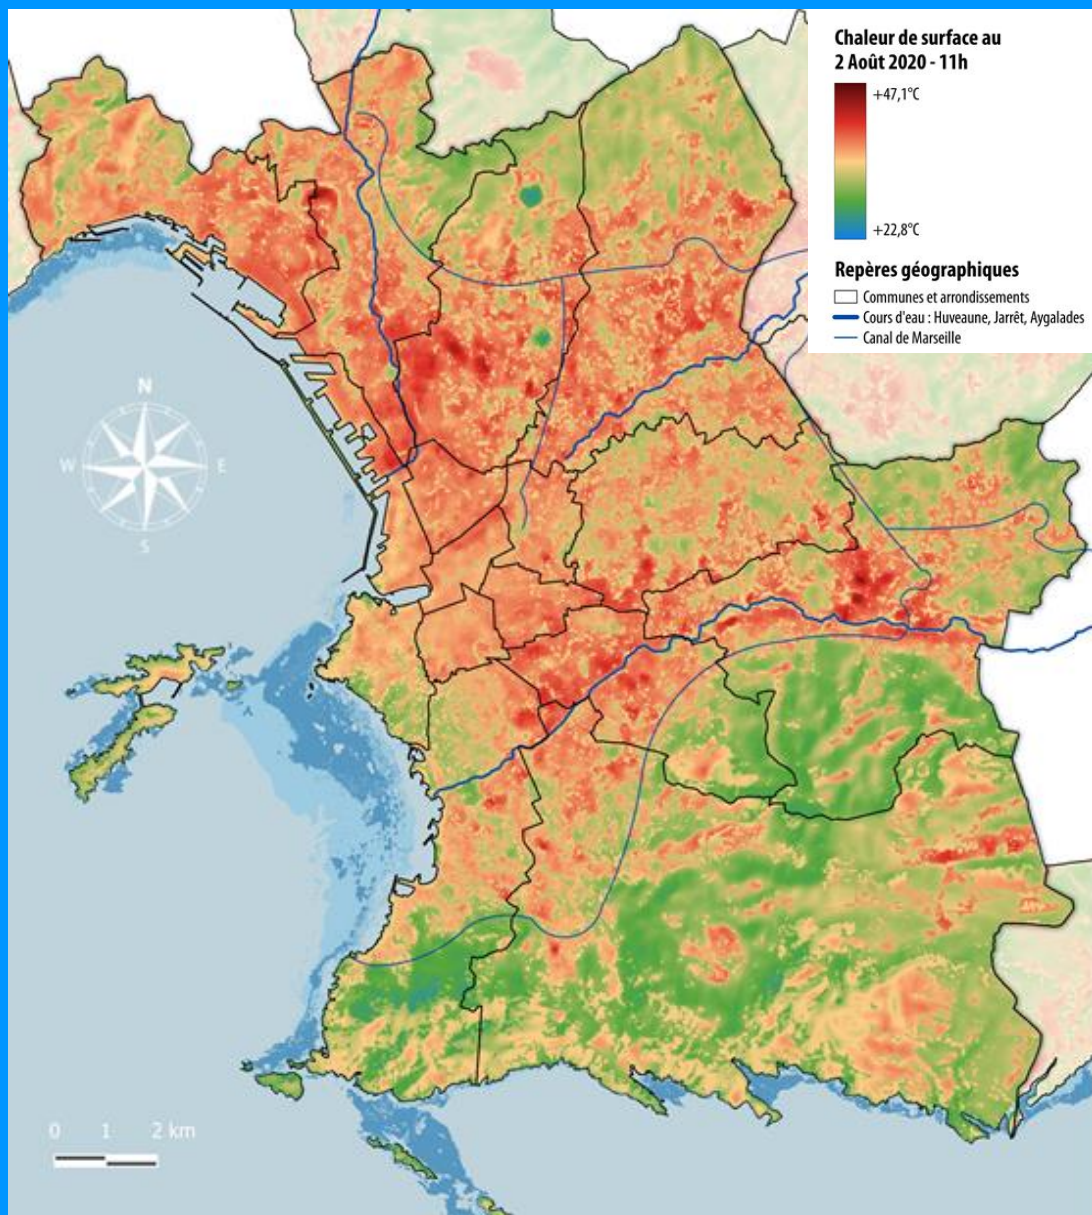 Chaleur de surface au
2 Août 2020 - 11h
+47,1°C
+22,8°C
Repères géographiques
Communes et arrondissements
Cours d'eau : Huveaune, Jarrêt, Aygalades
Canal de Marseille
N
W
E
S
0 1 2 km